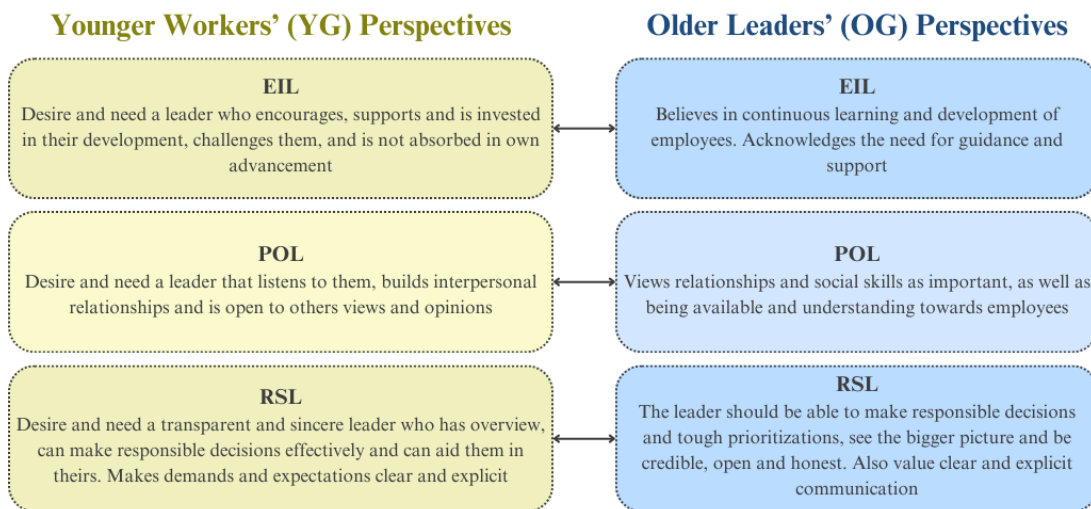 Younger Workers' (YG) Perspectives
Older Leaders' (OG) Perspectives
EIL
Desire and need a leader who encourages, supports and is invested
in their development, challenges them, and is not absorbed in own
advancement
EIL
Believes in continuous learning and development of
employees. Acknowledges the need for guidance and
support
POL
Desire and need a leader that listens to them, builds interpersonal
relationships and is open to others views and opinions
POL
Views relationships and social skills as important, as well as
being available and understanding towards employees
RSL
Desire and need a transparent and sincere leader who has overview,
can make responsible decisions effectively and can aid them in
theirs. Makes demands and expectations clear and explicit
RSL
The leader should be able to make responsible decisions
and tough prioritizations, see the bigger picture and be
credible, open and honest. Also value clear and explicit
communication